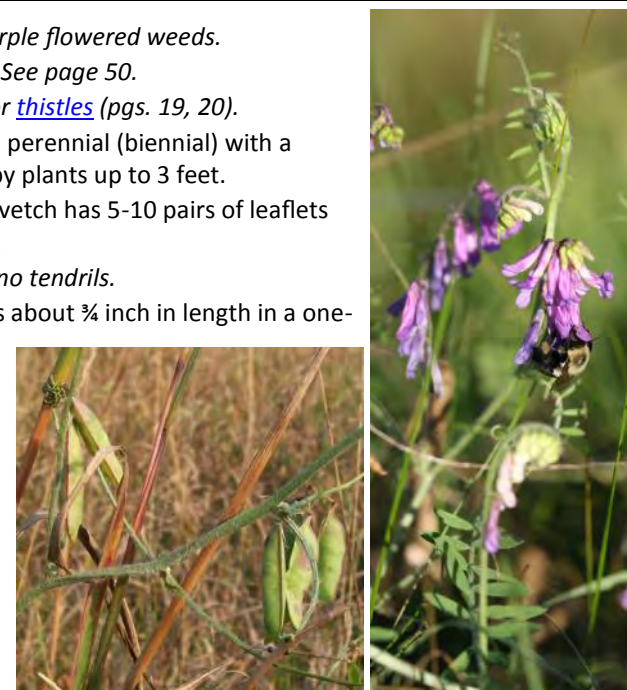 rple flowered weeds.
See page 50.
r thistles (pgs. 19, 20).
perennial (biennial) with a
by plants up to 3 feet.
vetch has 5-10 pairs of leaflets
no tendrils.
s about ¾ inch in length in a one-